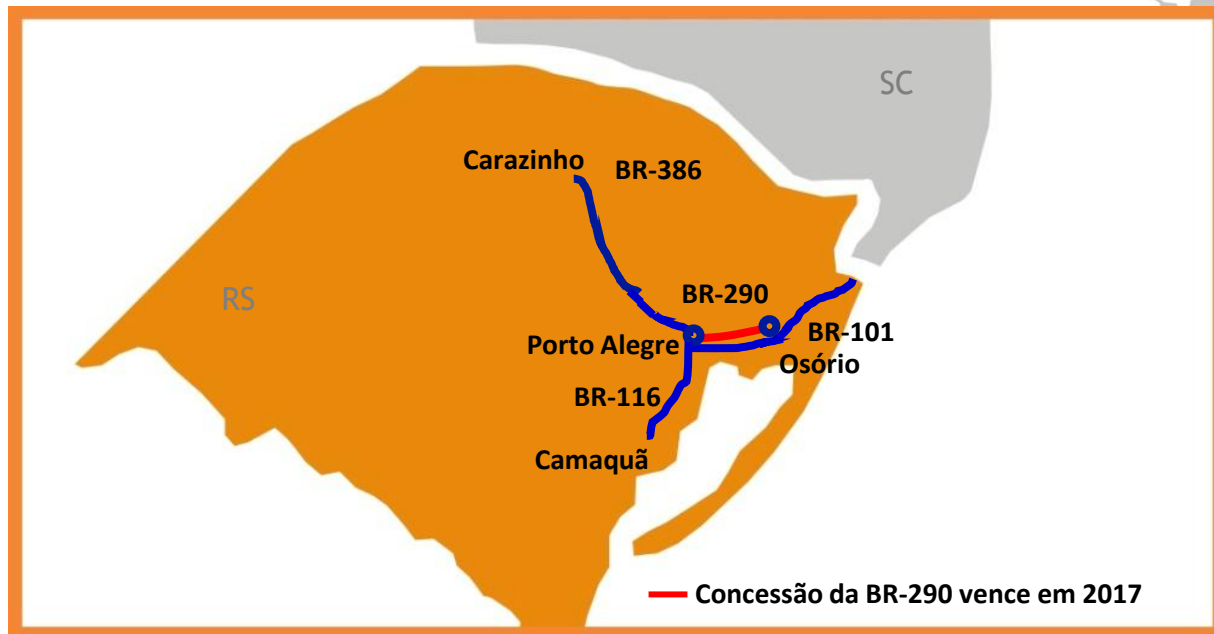 SC
Carazinho
BR-386
RS
BR-290
BR-101
Porto Alegre
Osório
BR-116
Camaquã
Concessão da BR-290 vence em 2017